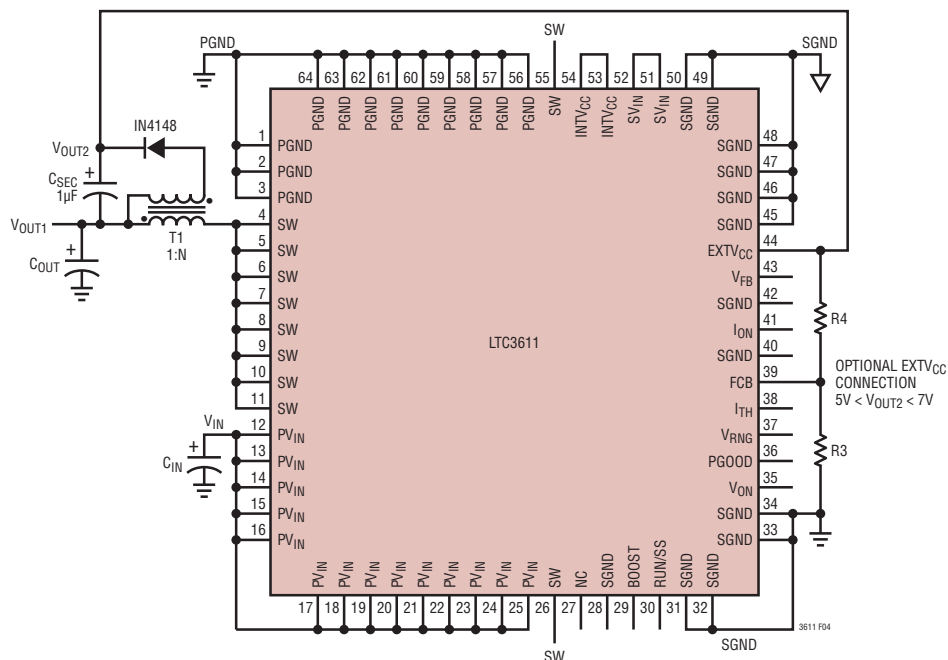 SW
PGND
SGND
64 63 62 61 60 59 58 57 56 55 54 53 52 51 50 49
PGND PGND PGND PGND PGND PGND PGND PGND PGND SW INTVCC INTVCC SVIN SVIN SGND SGND
IN4148
VOUT2
+
CSEC
1µF
VOUT1
T1
1:N
+
COUT
VIN
+
CIN
1 PGND
2 PGND
3 PGND
4 SW
5 SW
6 SW
7 SW
8 SW
9 SW
10 SW
11 SW
12 PVIN
13 PVIN
14 PVIN
15 PVIN
16 PVIN
LTC3611
SGND 48
SGND 47
SGND 46
SGND 45
EXTVCC 44
VFB 43
SGND 42
ION 41
SGND 40
FCB 39
ITH 38
VRNG 37
PGOOD 36
VON 35
SGND 34
SGND 33
R4
OPTIONAL EXTVCC
CONNECTION
5V < VOUT2 < 7V
R3
PVIN PVIN PVIN PVIN PVIN PVIN PVIN PVIN PVIN SW NC SGND BOOST RUN/SS SGND SGND
17 18 19 20 21 22 23 24 25 26 27 28 29 30 31 32
3611 F04
SGND
SW